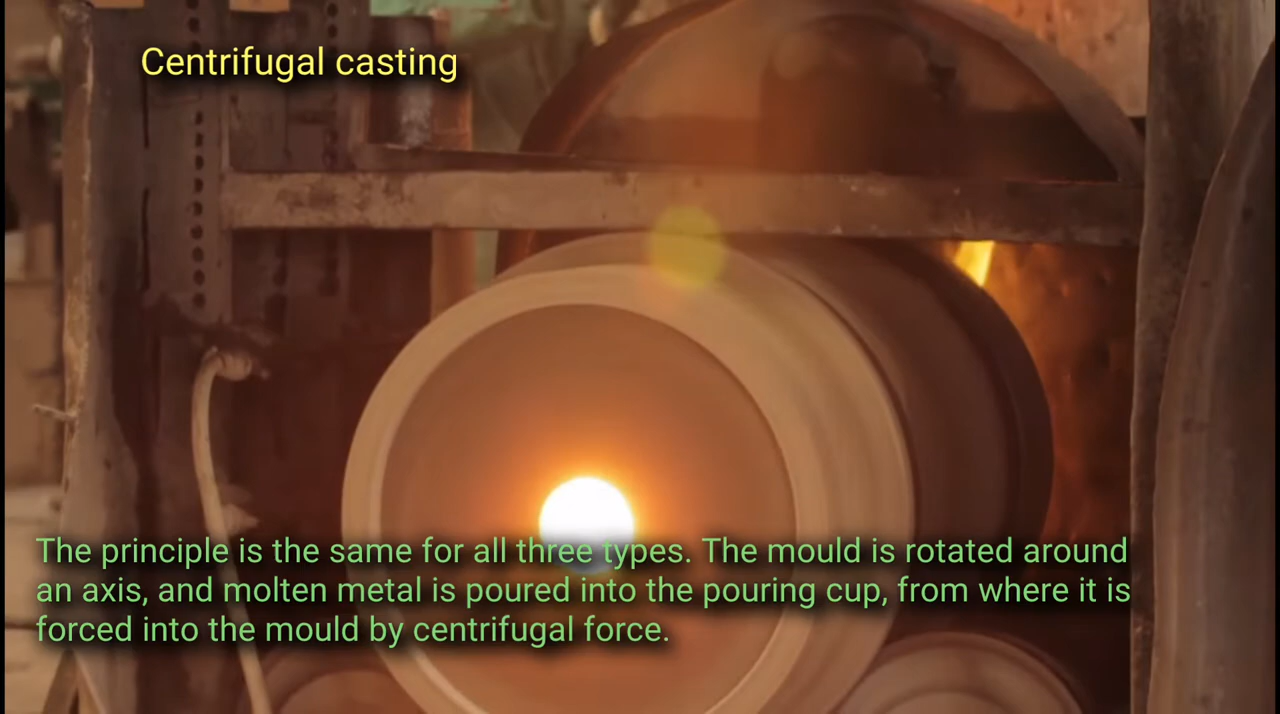 Centrifugal casting
The principle is the same for all three types. The mould is rotated around
an axis, and molten metal is poured into the pouring cup, from where it is
forced into the mould by centrifugal force.